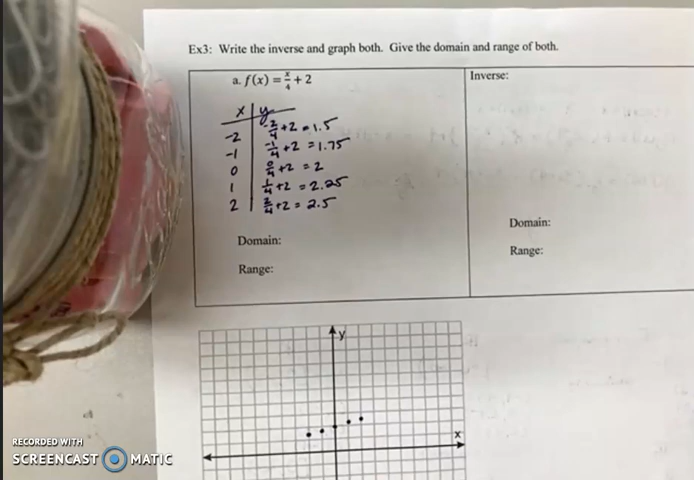 Ex3: Write the inverse and graph both. Give the domain and range of both.
a. f(x) = x/4 + 2
Inverse:
x | y
-2 | -2/4 + 2 = 1.5
-1 | -1/4 + 2 = 1.75
0 | 0/4 + 2 = 2
1 | 1/4 + 2 = 2.25
2 | 2/4 + 2 = 2.5
Domain:
Range:
Domain:
Range:
y
x
RECORDED WITH
SCREENCAST MATIC